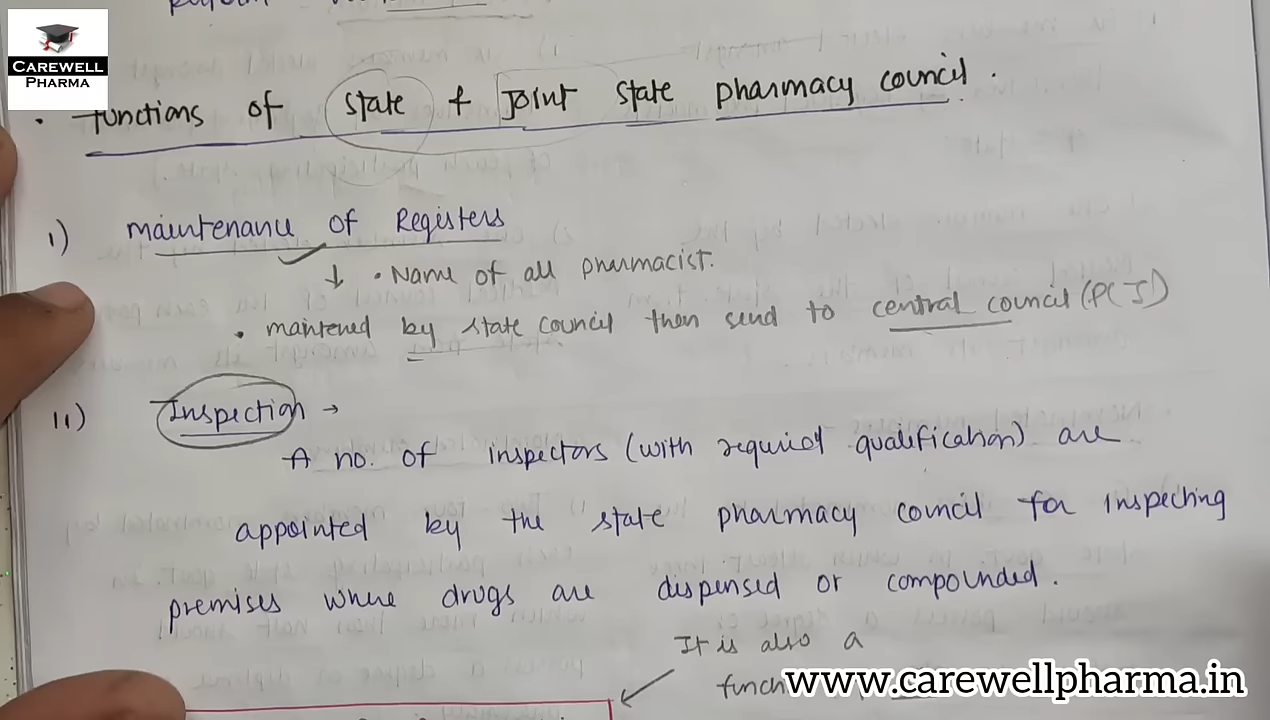 CAREWELL
PHARMA
• Functions of state & Joint state pharmacy council.
i) maintenance of Registers
↓ • Name of all pharmacist.
• maintened by state council then send to central council (PCI)
ii) Inspection →
A no. of inspectors (with required qualification) are
appointed by the state pharmacy council for inspecting
premises where drugs are dispensed or compounded.
It is also a
www.carewellpharma.in